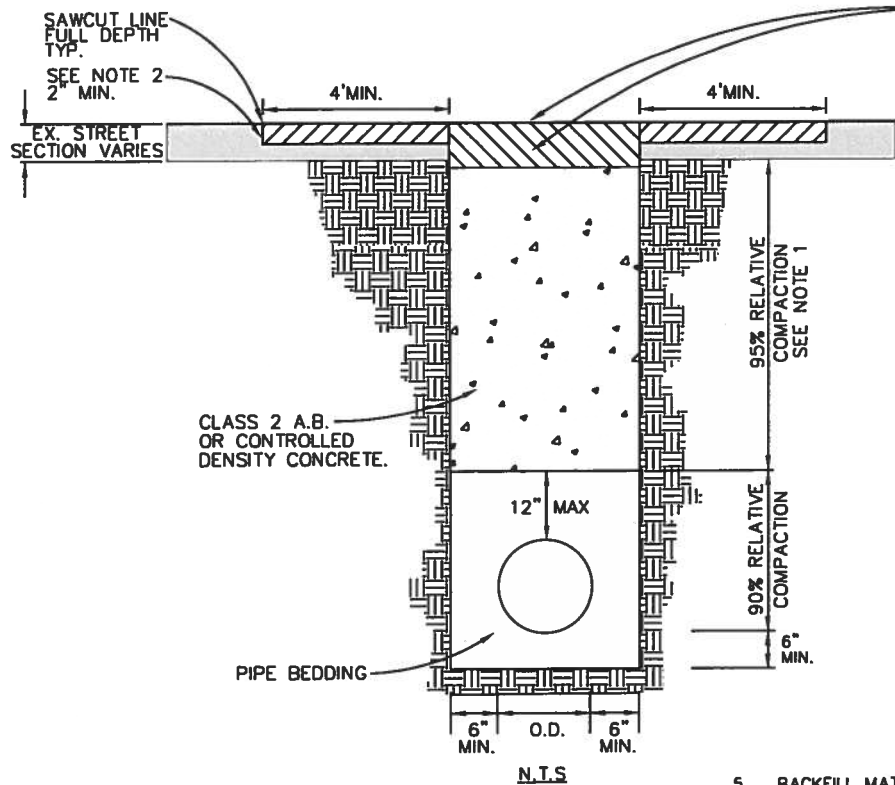 SAWCUT LINE
FULL DEPTH
TYP.
SEE NOTE 2
2" MIN.
4'MIN.
4'MIN.
EX. STREET
SECTION VARIES
95% RELATIVE
COMPACTION
SEE NOTE 1
CLASS 2 A.B.
OR CONTROLLED
DENSITY CONCRETE.
12" MAX
90% RELATIVE
COMPACTION
6"
MIN.
PIPE BEDDING
6"
MIN.
O.D.
6"
MIN.
N.T.S
5. BACKFILL MAT